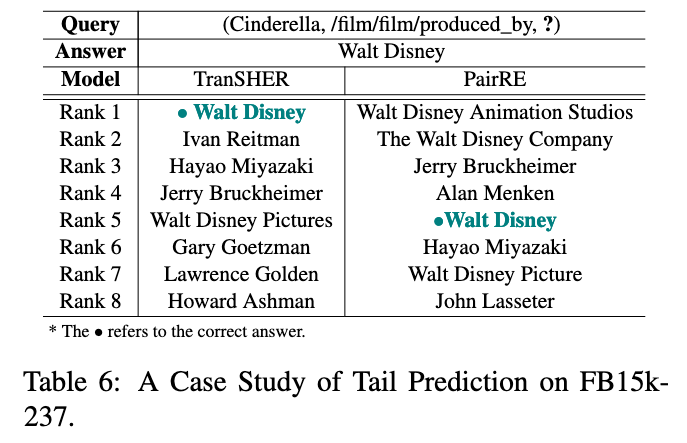 Query (Cinderella, /film/film/produced_by, ?)
Answer Walt Disney
Model TranSHER PairRE
Rank 1 • Walt Disney Walt Disney Animation Studios
Rank 2 Ivan Reitman The Walt Disney Company
Rank 3 Hayao Miyazaki Jerry Bruckheimer
Rank 4 Jerry Bruckheimer Alan Menken
Rank 5 Walt Disney Pictures •Walt Disney
Rank 6 Gary Goetzman Hayao Miyazaki
Rank 7 Lawrence Golden Walt Disney Picture
Rank 8 Howard Ashman John Lasseter
* The • refers to the correct answer.
Table 6: A Case Study of Tail Prediction on FB15k-
237.